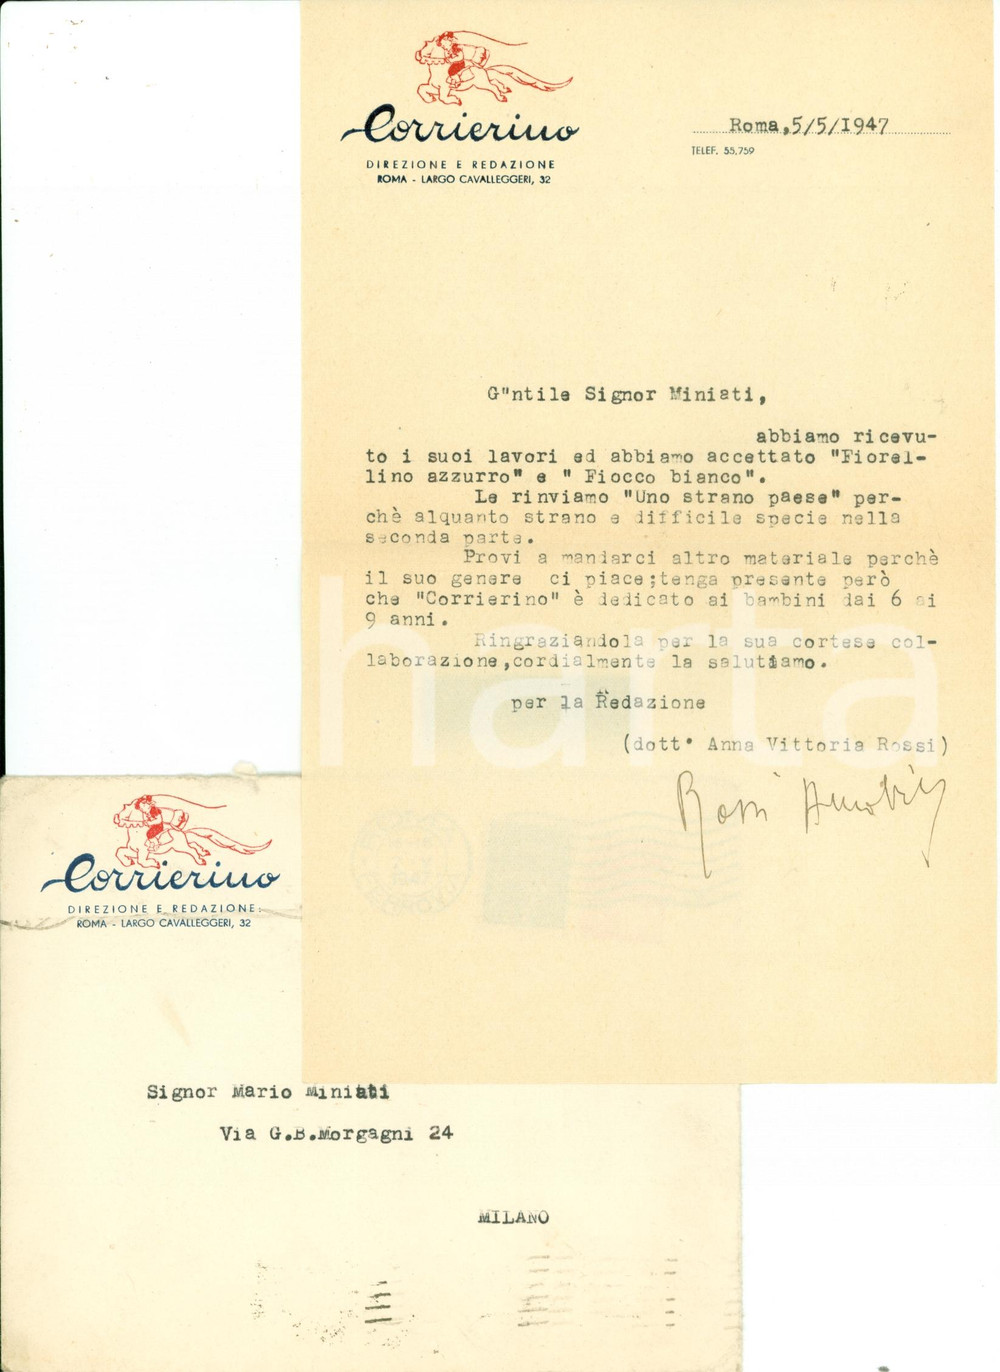 Corrierino
DIREZIONE E REDAZIONE
ROMA - LARGO CAVALLEGGERI, 32
Roma,5/5/1947
TELEF. 55.759
G"ntile Signor Miniati,
abbiamo ricevu-
to i suoi lavori ed abbiamo accettato "Fiorel-
lino azzurro" e " Fiocco bianco".
Le rinviamo "Uno strano paese" per-
chè alquanto strano e difficile specie nella
seconda parte.
Provi a mandarci altro materiale perchè
il suo genere ci piace;tenga presente però
che "Corrierino" è dedicato ai bambini dai 6 ai
9 anni.
Ringraziandola per la sua cortese col-
laborazione,cordialmente la salutiamo.
per la Redazione
(dott° Anna Vittoria Rossi)
Rossi
harta
Corrierino
DIREZIONE E REDAZIONE:
ROMA - LARGO CAVALLEGGERI, 32
Signor Mario Miniati
Via G.B.Morgagni 24
MILANO